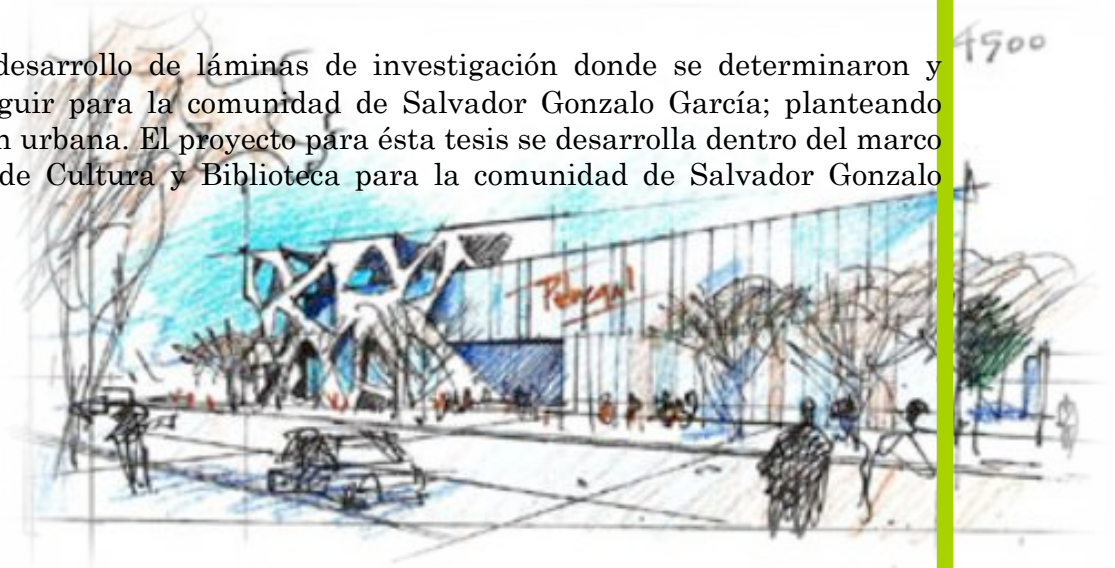 desarrollo de láminas de investigación donde se determinaron y
4900
guir para la comunidad de Salvador Gonzalo García; planteando
n urbana. El proyecto para ésta tesis se desarrolla dentro del marco
de Cultura y Biblioteca para la comunidad de Salvador Gonzalo